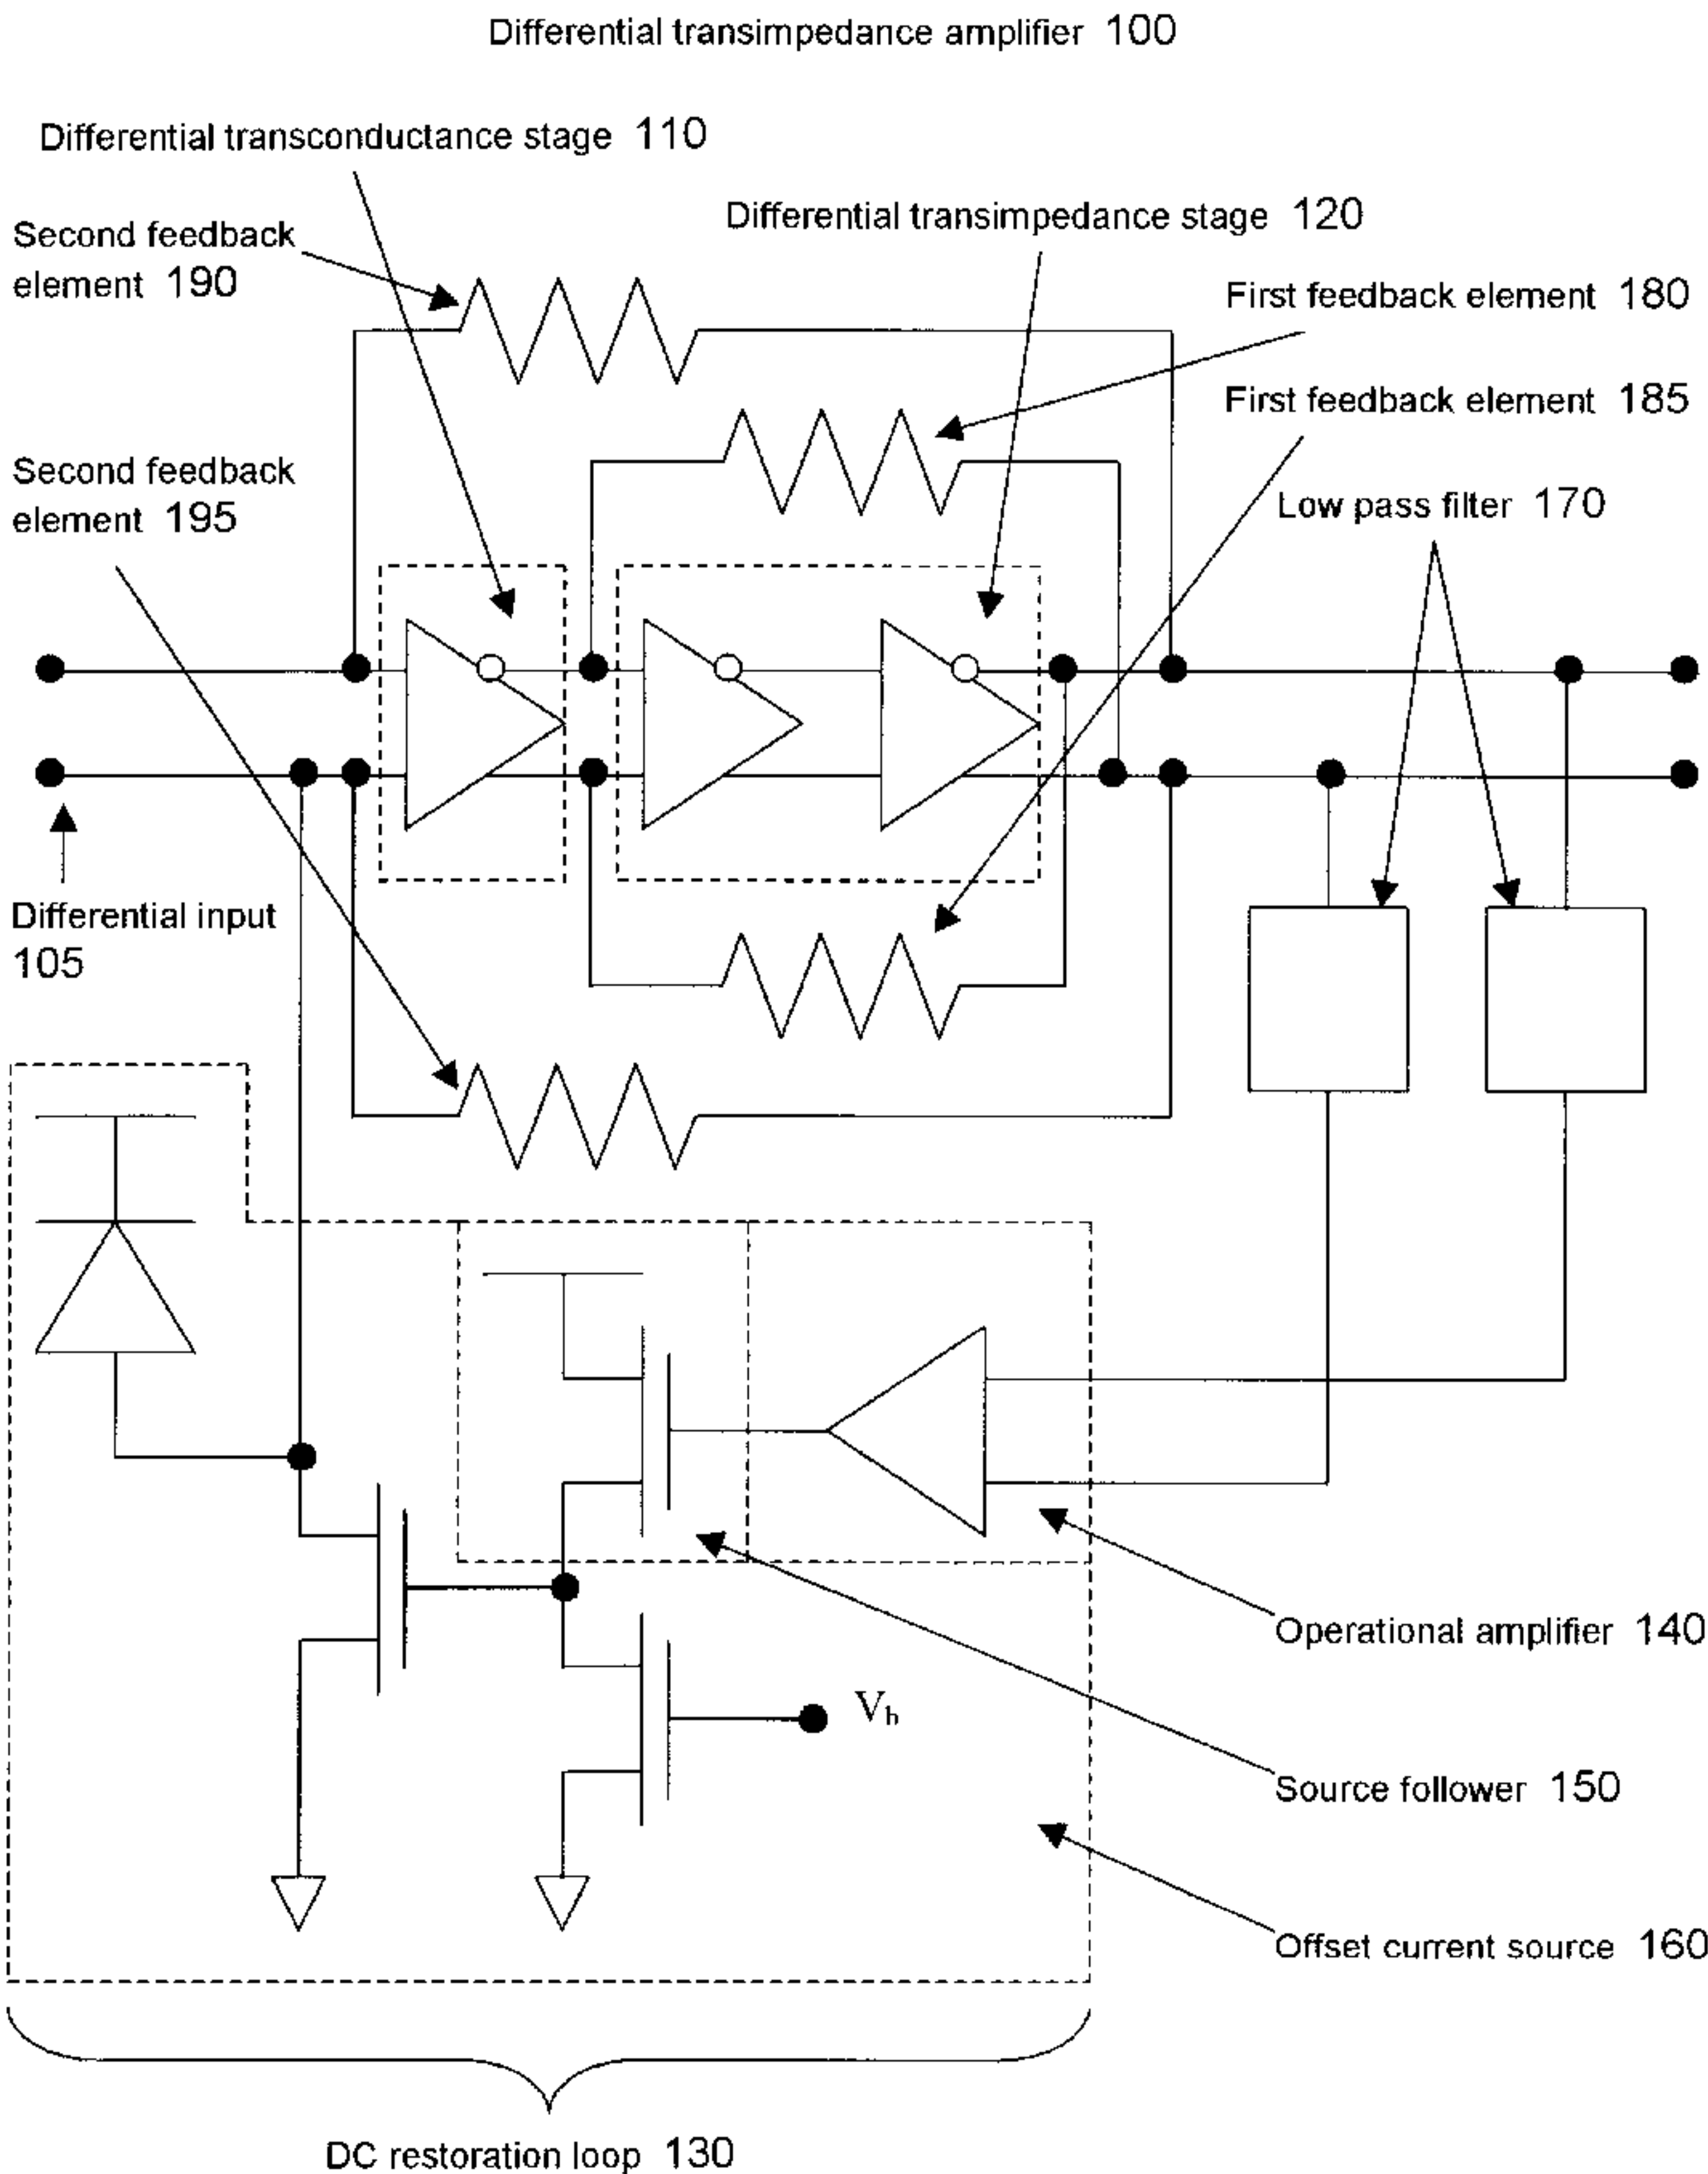 Differential transimpedance amplifier 100
Differential transconductance stage 110
Differential transimpedance stage 120
Second feedback
element 190
First feedback element 180
First feedback element 185
Second feedback
element 195
Low pass filter 170
Differential input
105
Operational amplifier 140
Vb
Source follower 150
Offset current source 160
DC restoration loop 130